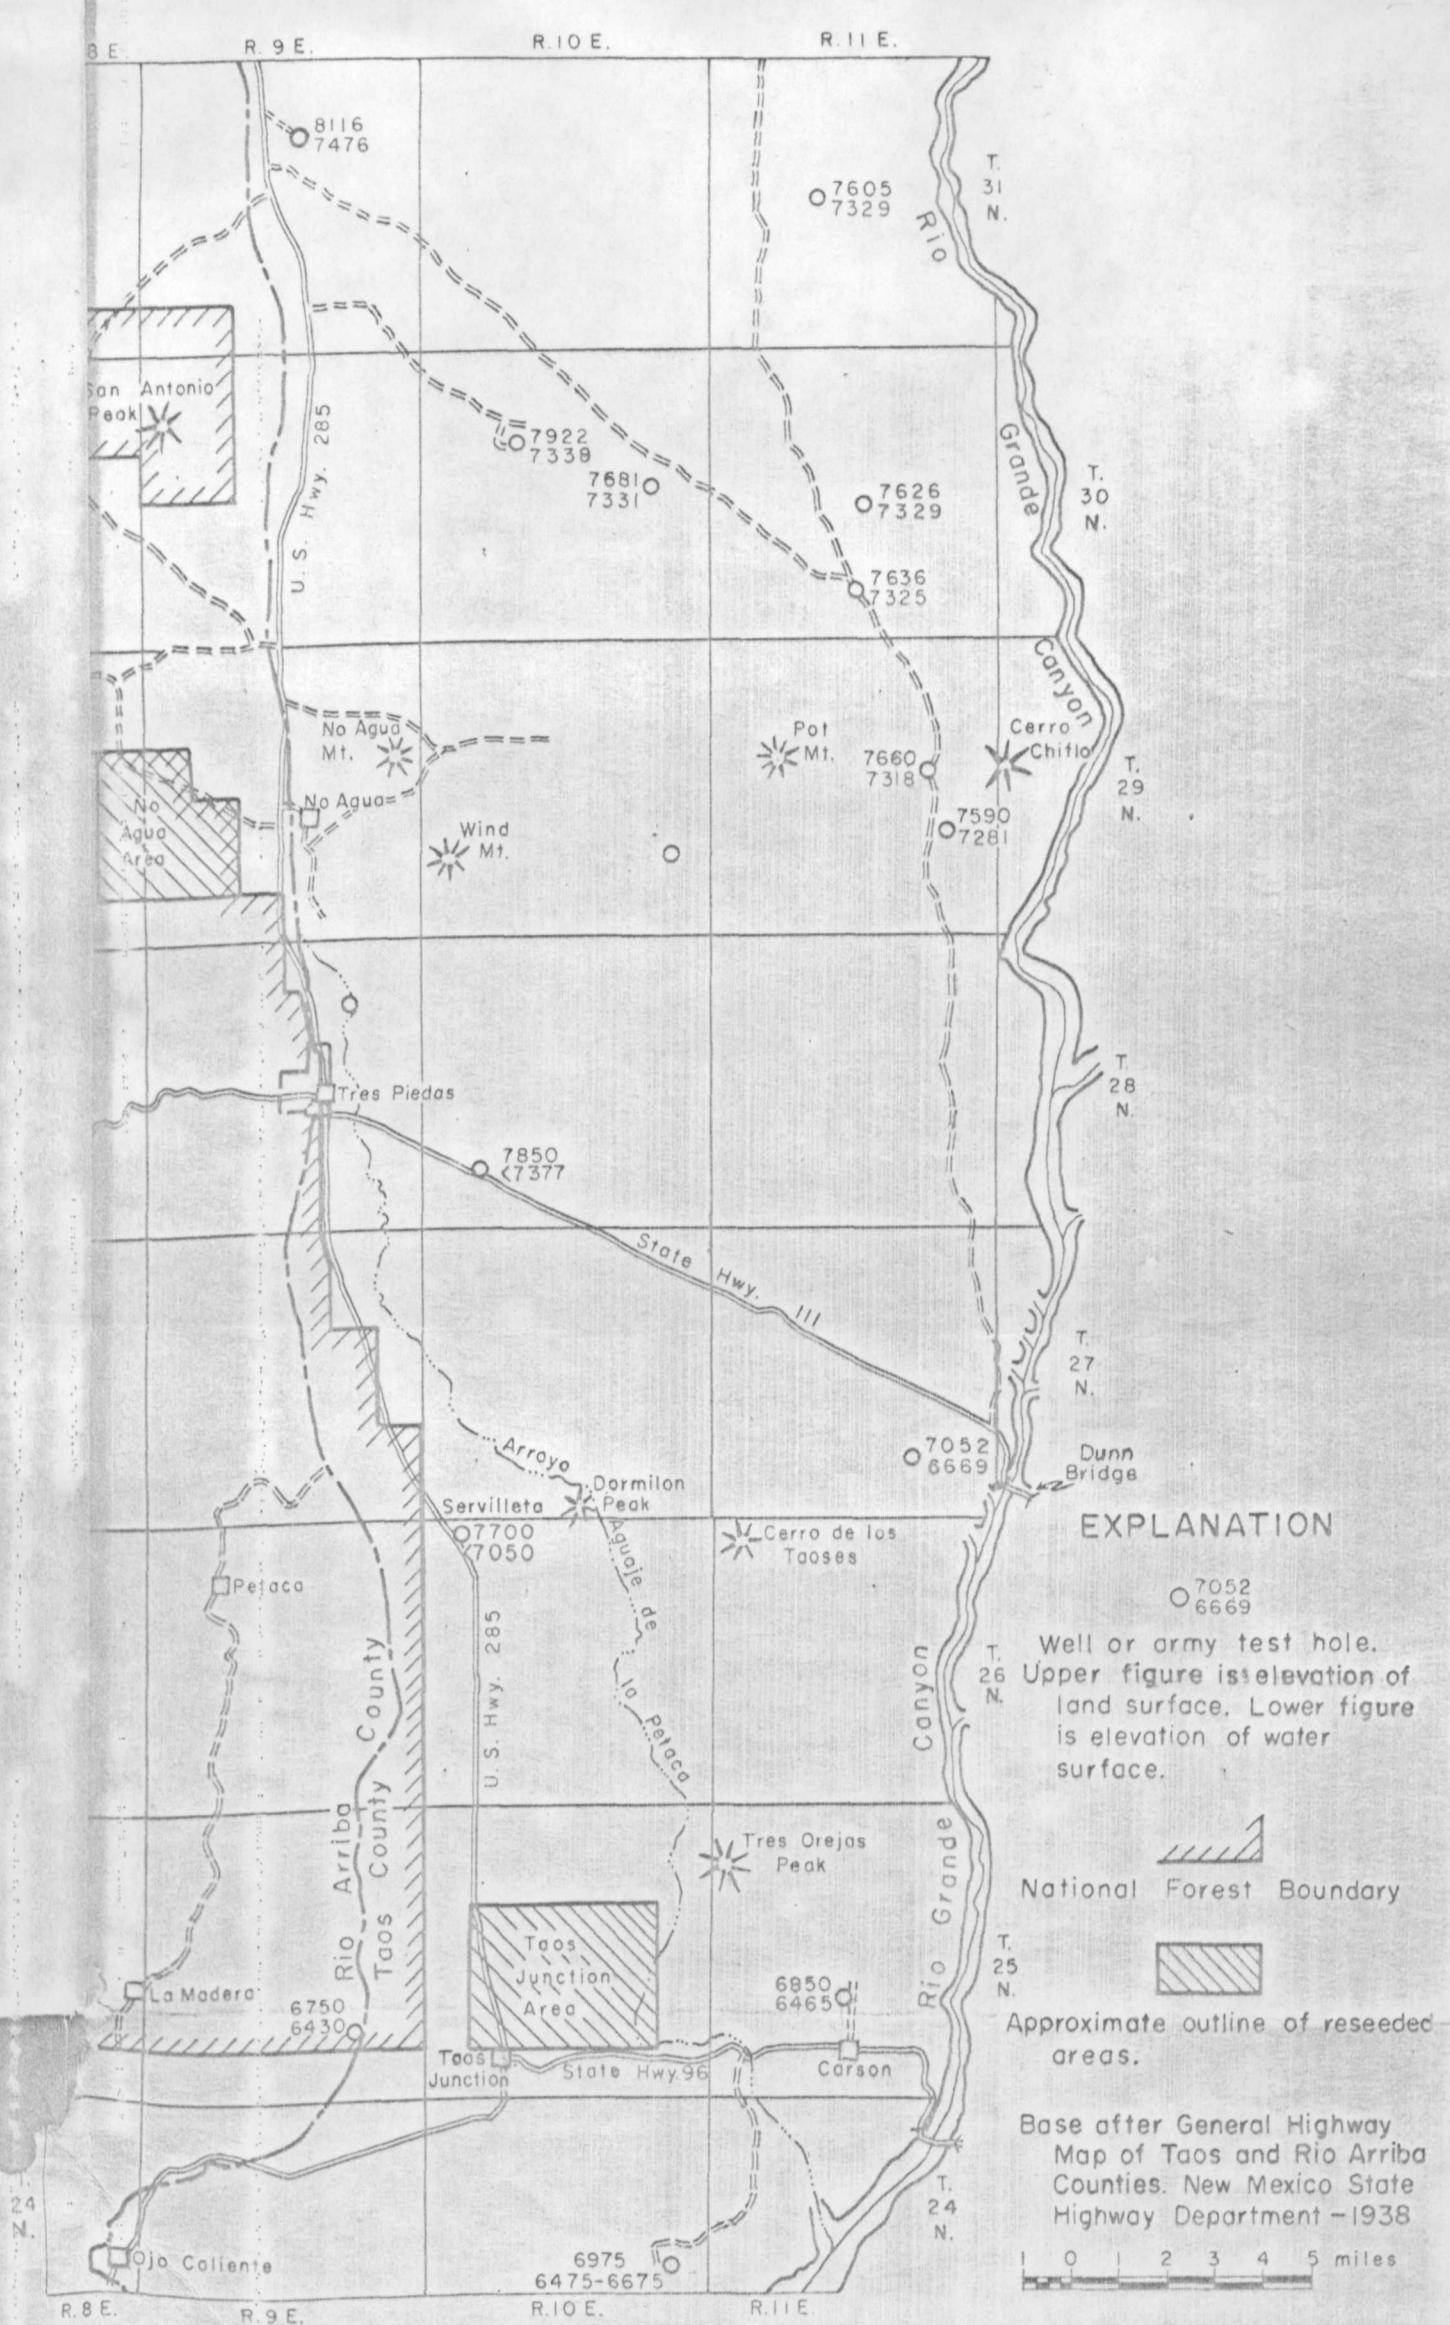 8 E.
R. 9 E.
R. 10 E.
R. 11 E.
8116
7476
7605
7329
T.
31
N.
Rio
San Antonio
Peak
U.S. Hwy. 285
7922
7338
7681
7331
7626
7329
Grande
T.
30
N.
7636
7325
Canyon
No Agua
Mt.
Pot
Mt.
Cerro
Chiflo
7660
7318
T.
29
N.
No
Agua
Area
No Agua
Wind
Mt.
7590
7281
T.
28
N.
Tres Piedas
7850
<7377
State Hwy. 111
T.
27
N.
Arroyo
7052
6669
Dunn
Bridge
Dormilon
Peak
Servilleta
7700
<7050
Aguaje de la Petaca
Cerro de los
Taoses
Petaca
U.S. Hwy. 285
T.
26
N.
Canyon
Rio Arriba County
Taos County
Tres Orejas
Peak
Rio Grande
Taos
Junction
Area
T.
25
N.
La Madera
6750
6430
6850
6465
Taos
Junction
State Hwy. 96
Carson
24
N.
T.
24
N.
Ojo Caliente
6975
6475-6675
R. 8 E.
R. 9 E.
R. 10 E.
R. 11 E.
EXPLANATION
7052
6669
Well or army test hole.
Upper figure is elevation of
land surface. Lower figure
is elevation of water
surface.
National Forest Boundary
Approximate outline of reseeded
areas.
Base after General Highway
Map of Taos and Rio Arriba
Counties. New Mexico State
Highway Department - 1938
1 0 1 2 3 4 5 miles